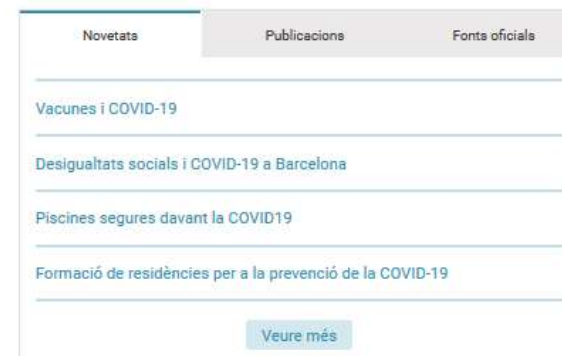 Novetats Publicacions Fonts oficials
Vacunes i COVID-19
Desigualtats socials i COVID-19 a Barcelona
Piscines segures davant la COVID19
Formació de residències per a la prevenció de la COVID-19
Veure més